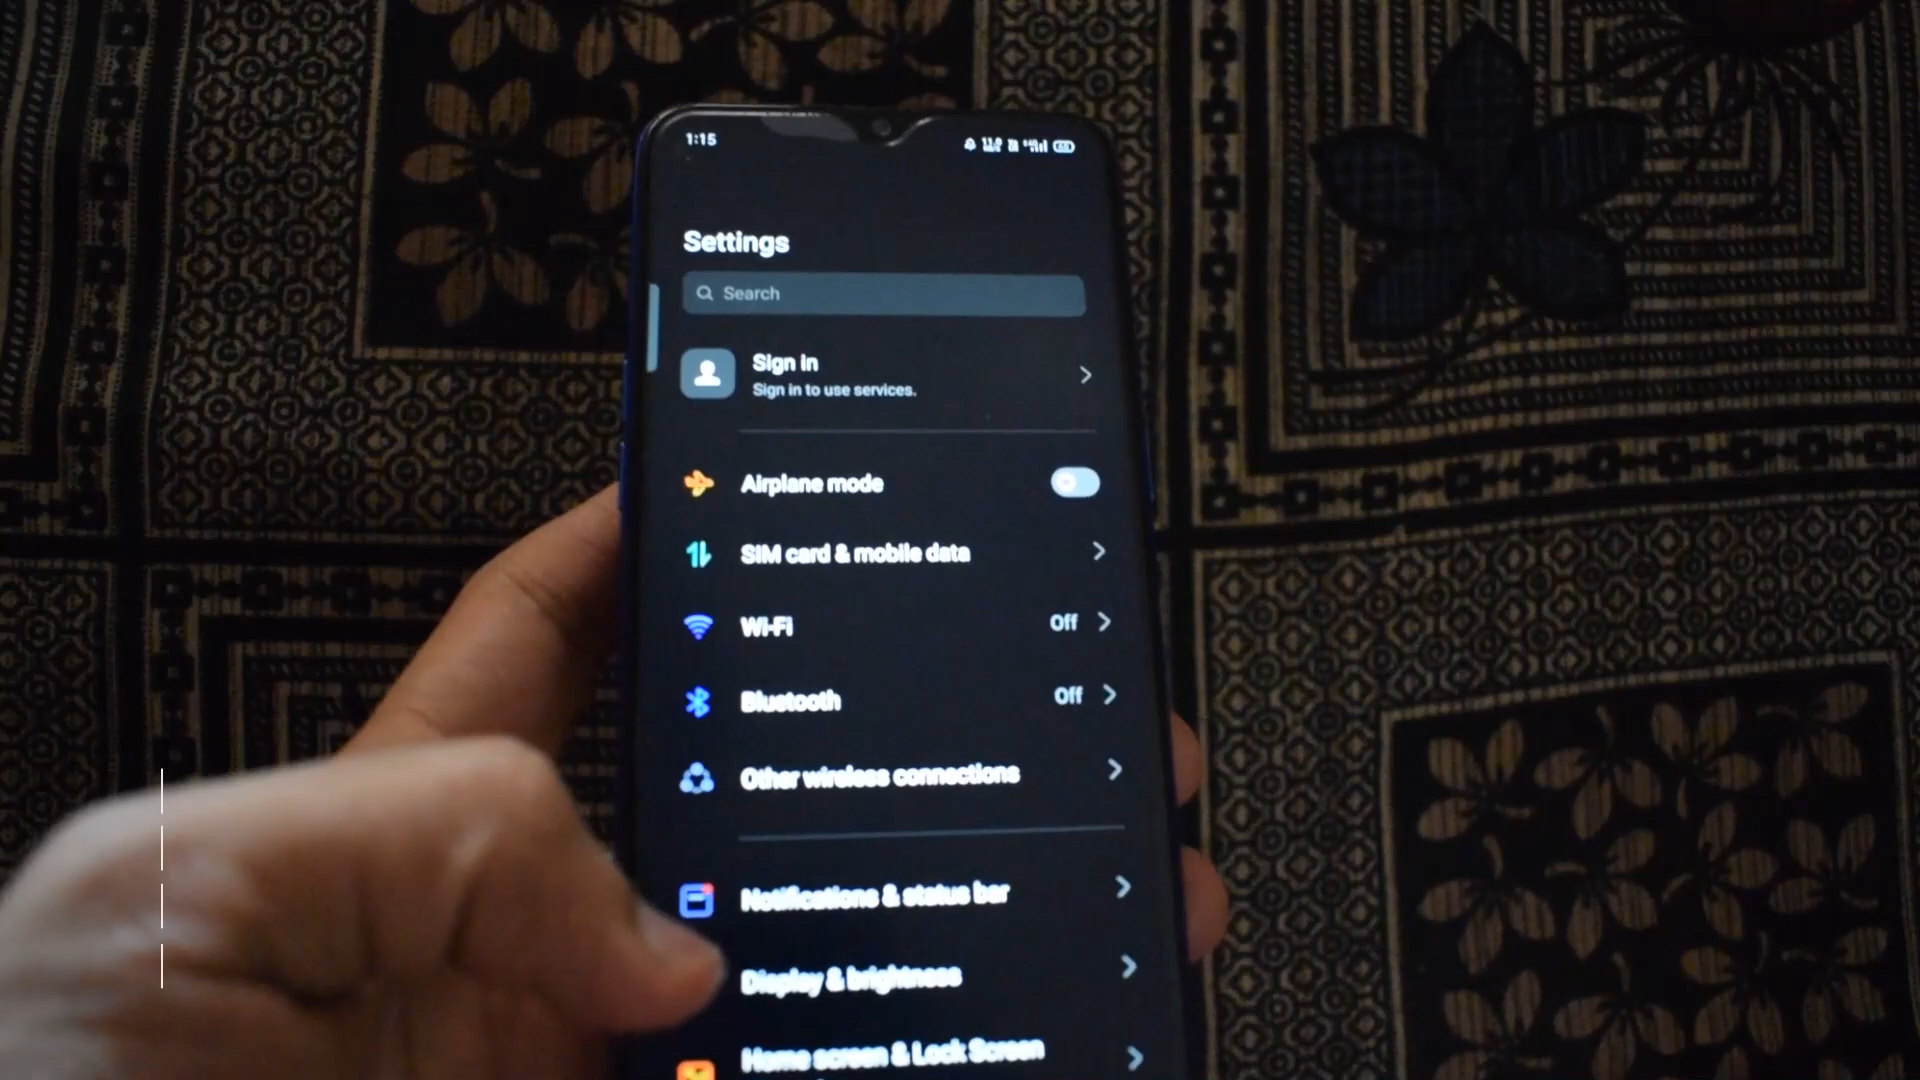 1:15
Settings
Search
Sign in
Sign in to use services.
Airplane mode
SIM card & mobile data
Wi-Fi
Off
Bluetooth
Off
Other wireless connections
Notifications & status bar
Display & brightness
Home screen & Lock Screen